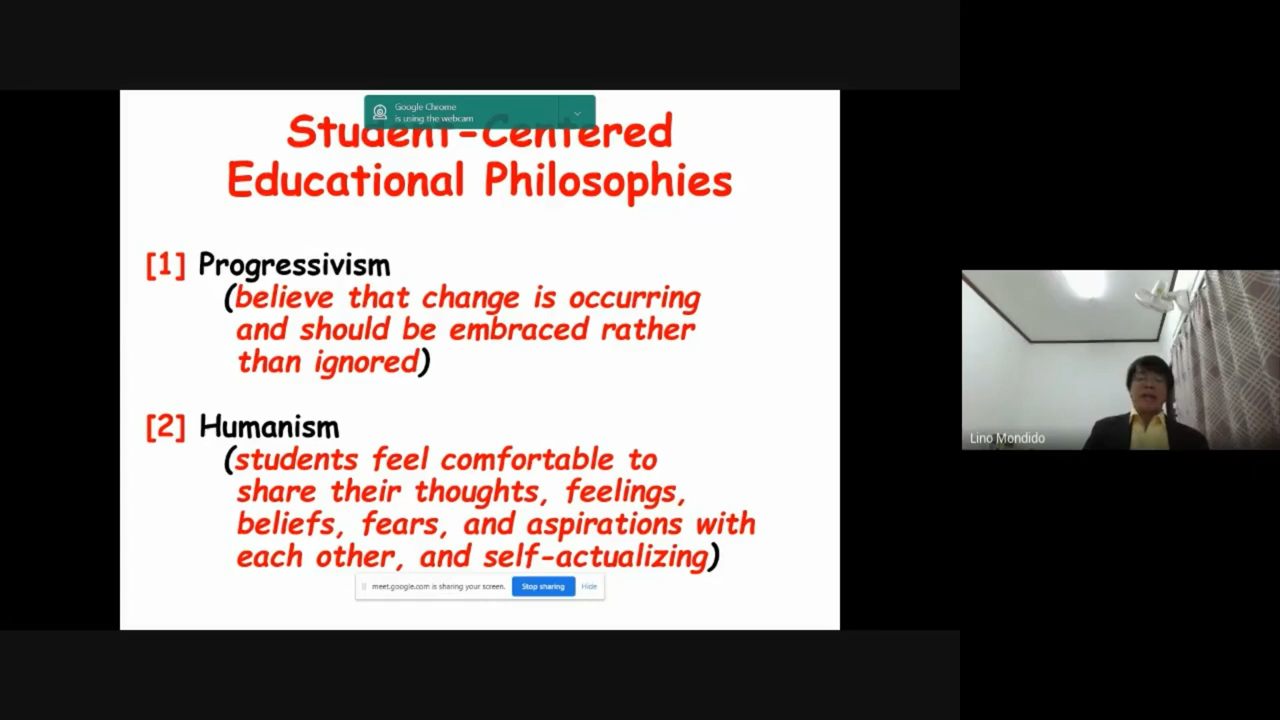 Google Chrome
is using the webcam
Student-Centered
Educational Philosophies
[1] Progressivism
(believe that change is occurring
and should be embraced rather
than ignored)
[2] Humanism
(students feel comfortable to
share their thoughts, feelings,
beliefs, fears, and aspirations with
each other, and self-actualizing)
meet.google.com is sharing your screen. Stop sharing Hide
Lino Mondido